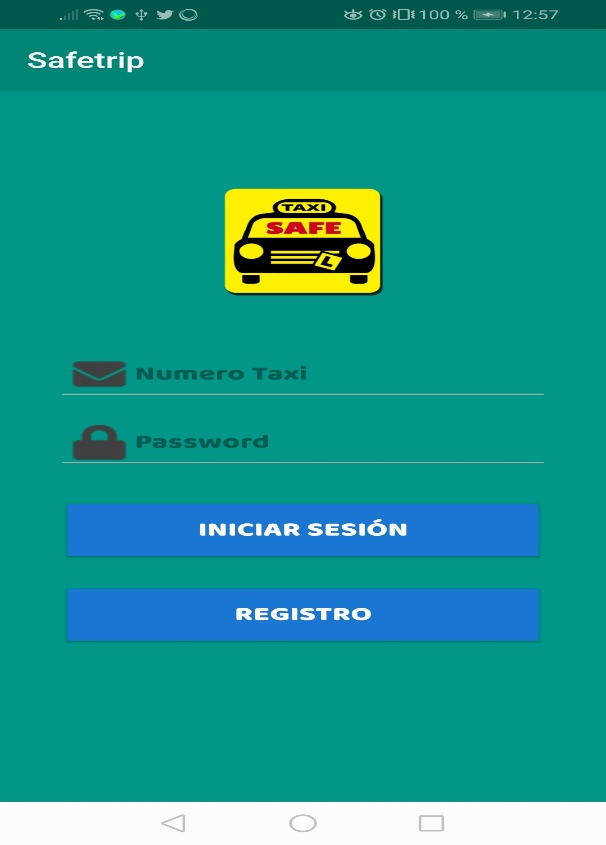 100 % 12:57
Safetrip
TAXI
SAFE
L
Numero Taxi
Password
INICIAR SESIÓN
REGISTRO